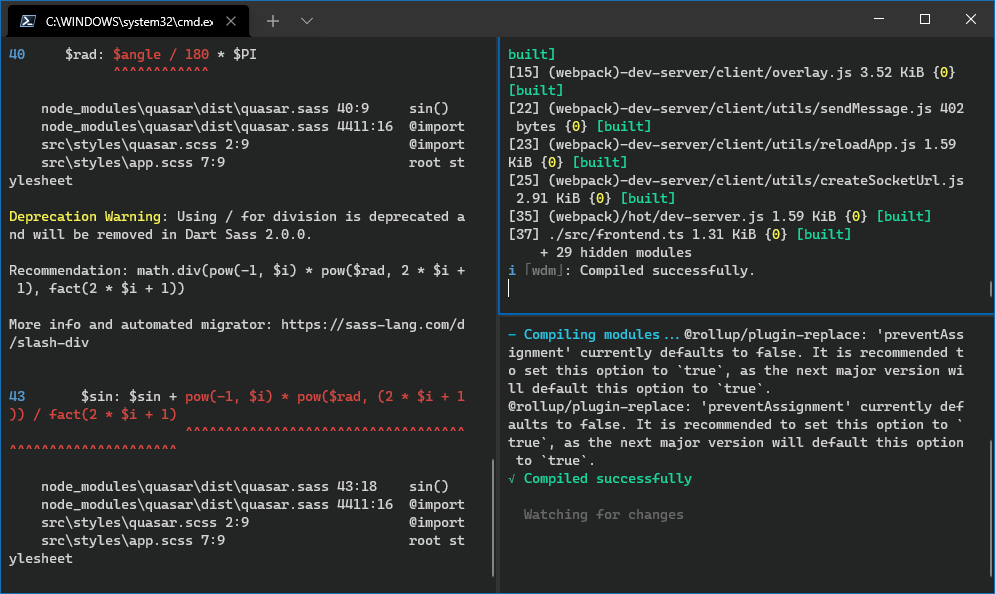 C:\WINDOWS\system32\cmd.ex
40     $rad: $angle / 180 * $PI
             ^^^^^^^^^^^^
    node_modules\quasar\dist\quasar.sass 40:9     sin()
    node_modules\quasar\dist\quasar.sass 4411:16  @import
    src\styles\quasar.scss 2:9                    @import
    src\styles\app.scss 7:9                       root st
ylesheet
Deprecation Warning: Using / for division is deprecated a
nd will be removed in Dart Sass 2.0.0.
Recommendation: math.div(pow(-1, $i) * pow($rad, 2 * $i +
 1), fact(2 * $i + 1))
More info and automated migrator: https://sass-lang.com/d
/slash-div
43       $sin: $sin + pow(-1, $i) * pow($rad, (2 * $i + 1
)) / fact(2 * $i + 1)
                      ^^^^^^^^^^^^^^^^^^^^^^^^^^^^^^^^^^^
^^^^^^^^^^^^^^^^^^^^^
    node_modules\quasar\dist\quasar.sass 43:18    sin()
    node_modules\quasar\dist\quasar.sass 4411:16  @import
    src\styles\quasar.scss 2:9                    @import
    src\styles\app.scss 7:9                       root st
ylesheet
built]
[15] (webpack)-dev-server/client/overlay.js 3.52 KiB {0}
[built]
[22] (webpack)-dev-server/client/utils/sendMessage.js 402
 bytes {0} [built]
[23] (webpack)-dev-server/client/utils/reloadApp.js 1.59
KiB {0} [built]
[25] (webpack)-dev-server/client/utils/createSocketUrl.js
 2.91 KiB {0} [built]
[35] (webpack)/hot/dev-server.js 1.59 KiB {0} [built]
[37] ./src/frontend.ts 1.31 KiB {0} [built]
    + 29 hidden modules
i ｢wdm｣: Compiled successfully.
- Compiling modules...@rollup/plugin-replace: 'preventAss
ignment' currently defaults to false. It is recommended t
o set this option to `true`, as the next major version wi
ll default this option to `true`.
@rollup/plugin-replace: 'preventAssignment' currently def
aults to false. It is recommended to set this option to `
true`, as the next major version will default this option
 to `true`.
√ Compiled successfully
  Watching for changes